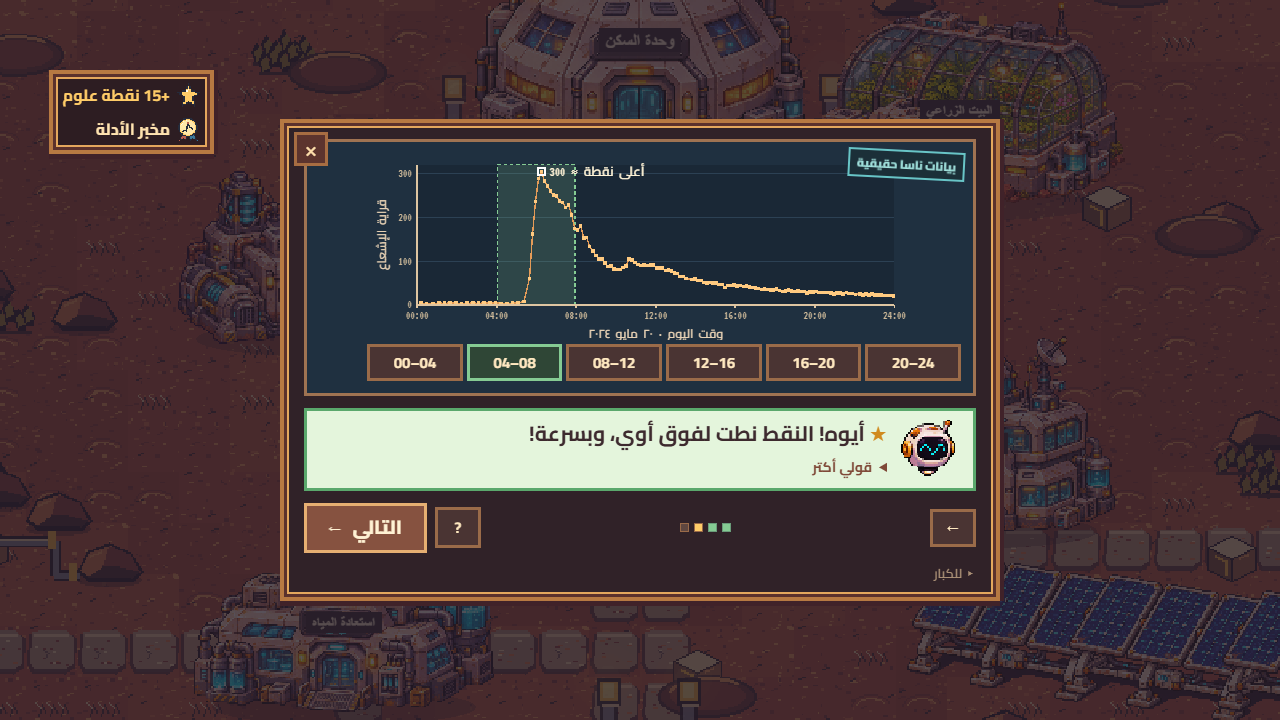 وحدة السكن
البيت الزراعي
+15 نقطة علوم
مخبر الأدلة
×
بيانات ناسا حقيقية
أعلى نقطة ≈ 300
قراية الإشعاع
300
200
100
0
00:00 04:00 08:00 12:00 16:00 20:00 24:00
وقت اليوم · ٢٠ مايو ٢٠٢٤
00–04 04–08 08–12 12–16 16–20 20–24
★ أيوه! النقط نطت لفوق أوي، وبسرعة!
◂ قولي أكتر
←
?
التالي ←
▸ للكبار
استعادة المياه